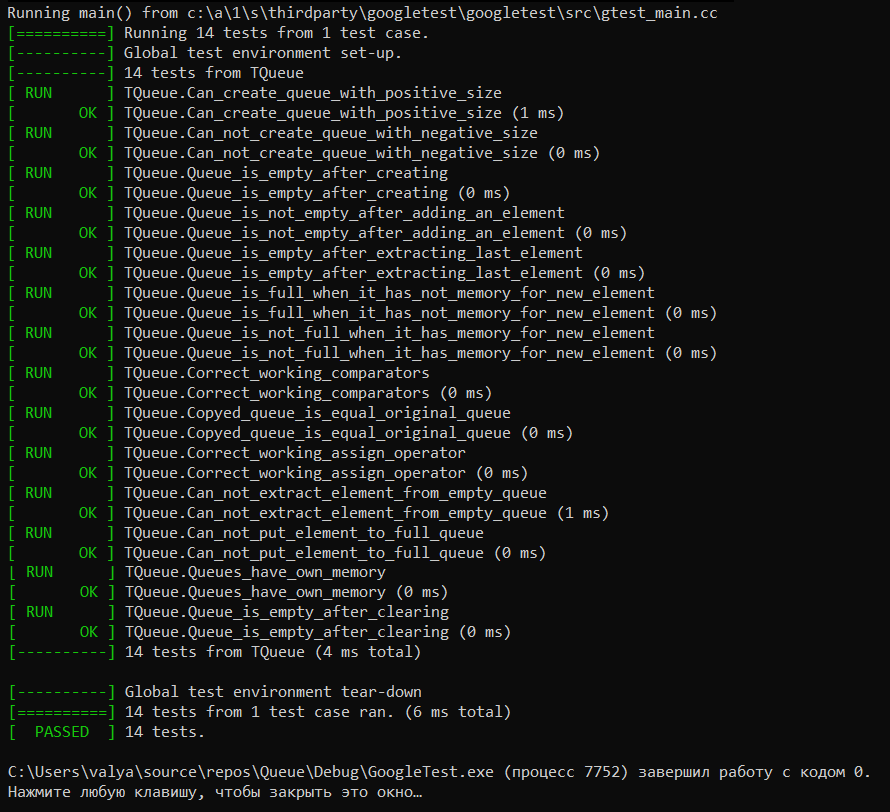 Running main() from c:\a\1\s\thirdparty\googletest\googletest\src\gtest_main.cc
[==========] Running 14 tests from 1 test case.
[----------] Global test environment set-up.
[----------] 14 tests from TQueue
[ RUN      ] TQueue.Can_create_queue_with_positive_size
[       OK ] TQueue.Can_create_queue_with_positive_size (1 ms)
[ RUN      ] TQueue.Can_not_create_queue_with_negative_size
[       OK ] TQueue.Can_not_create_queue_with_negative_size (0 ms)
[ RUN      ] TQueue.Queue_is_empty_after_creating
[       OK ] TQueue.Queue_is_empty_after_creating (0 ms)
[ RUN      ] TQueue.Queue_is_not_empty_after_adding_an_element
[       OK ] TQueue.Queue_is_not_empty_after_adding_an_element (0 ms)
[ RUN      ] TQueue.Queue_is_empty_after_extracting_last_element
[       OK ] TQueue.Queue_is_empty_after_extracting_last_element (0 ms)
[ RUN      ] TQueue.Queue_is_full_when_it_has_not_memory_for_new_element
[       OK ] TQueue.Queue_is_full_when_it_has_not_memory_for_new_element (0 ms)
[ RUN      ] TQueue.Queue_is_not_full_when_it_has_memory_for_new_element
[       OK ] TQueue.Queue_is_not_full_when_it_has_memory_for_new_element (0 ms)
[ RUN      ] TQueue.Correct_working_comparators
[       OK ] TQueue.Correct_working_comparators (0 ms)
[ RUN      ] TQueue.Copyed_queue_is_equal_original_queue
[       OK ] TQueue.Copyed_queue_is_equal_original_queue (0 ms)
[ RUN      ] TQueue.Correct_working_assign_operator
[       OK ] TQueue.Correct_working_assign_operator (0 ms)
[ RUN      ] TQueue.Can_not_extract_element_from_empty_queue
[       OK ] TQueue.Can_not_extract_element_from_empty_queue (1 ms)
[ RUN      ] TQueue.Can_not_put_element_to_full_queue
[       OK ] TQueue.Can_not_put_element_to_full_queue (0 ms)
[ RUN      ] TQueue.Queues_have_own_memory
[       OK ] TQueue.Queues_have_own_memory (0 ms)
[ RUN      ] TQueue.Queue_is_empty_after_clearing
[       OK ] TQueue.Queue_is_empty_after_clearing (0 ms)
[----------] 14 tests from TQueue (4 ms total)
[----------] Global test environment tear-down
[==========] 14 tests from 1 test case ran. (6 ms total)
[  PASSED  ] 14 tests.
C:\Users\valya\source\repos\Queue\Debug\GoogleTest.exe (процесс 7752) завершил работу с кодом 0.
Нажмите любую клавишу, чтобы закрыть это окно…